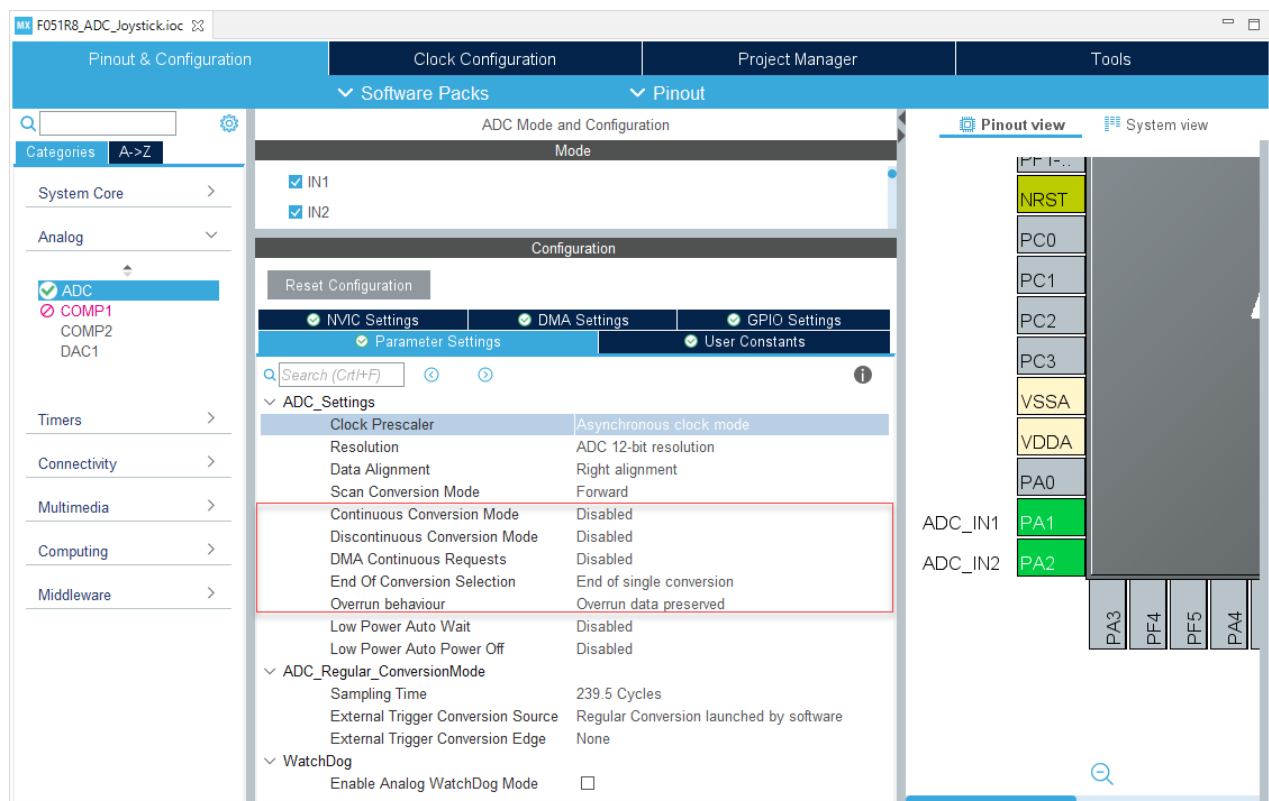 MX F051R8_ADC_Joystick.ioc
Pinout & Configuration
Clock Configuration
Project Manager
Tools
Software Packs
Pinout
Categories
A->Z
System Core
Analog
ADC
COMP1
COMP2
DAC1
Timers
Connectivity
Multimedia
Computing
Middleware
ADC Mode and Configuration
Mode
IN1
IN2
Configuration
Reset Configuration
NVIC Settings
DMA Settings
GPIO Settings
Parameter Settings
User Constants
Search (Crtl+F)
ADC_Settings
Clock Prescaler Asynchronous clock mode
Resolution ADC 12-bit resolution
Data Alignment Right alignment
Scan Conversion Mode Forward
Continuous Conversion Mode Disabled
Discontinuous Conversion Mode Disabled
DMA Continuous Requests Disabled
End Of Conversion Selection End of single conversion
Overrun behaviour Overrun data preserved
Low Power Auto Wait Disabled
Low Power Auto Power Off Disabled
ADC_Regular_ConversionMode
Sampling Time 239.5 Cycles
External Trigger Conversion Source Regular Conversion launched by software
External Trigger Conversion Edge None
WatchDog
Enable Analog WatchDog Mode
Pinout view
System view
NRST
PC0
PC1
PC2
PC3
VSSA
VDDA
PA0
ADC_IN1 PA1
ADC_IN2 PA2
PA3
PF4
PF5
PA4